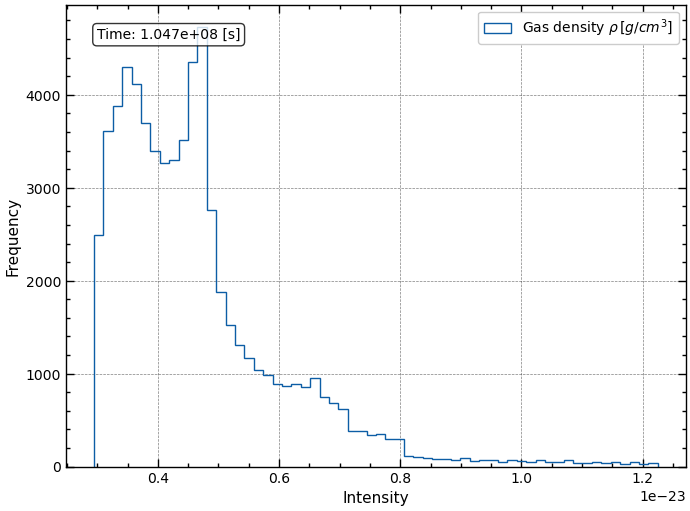 Time: 1.047e+08 [s]
Gas density ρ [g/cm³]
Frequency
4000
3000
2000
1000
0
0.4 0.6 0.8 1.0 1.2
1e−23
Intensity